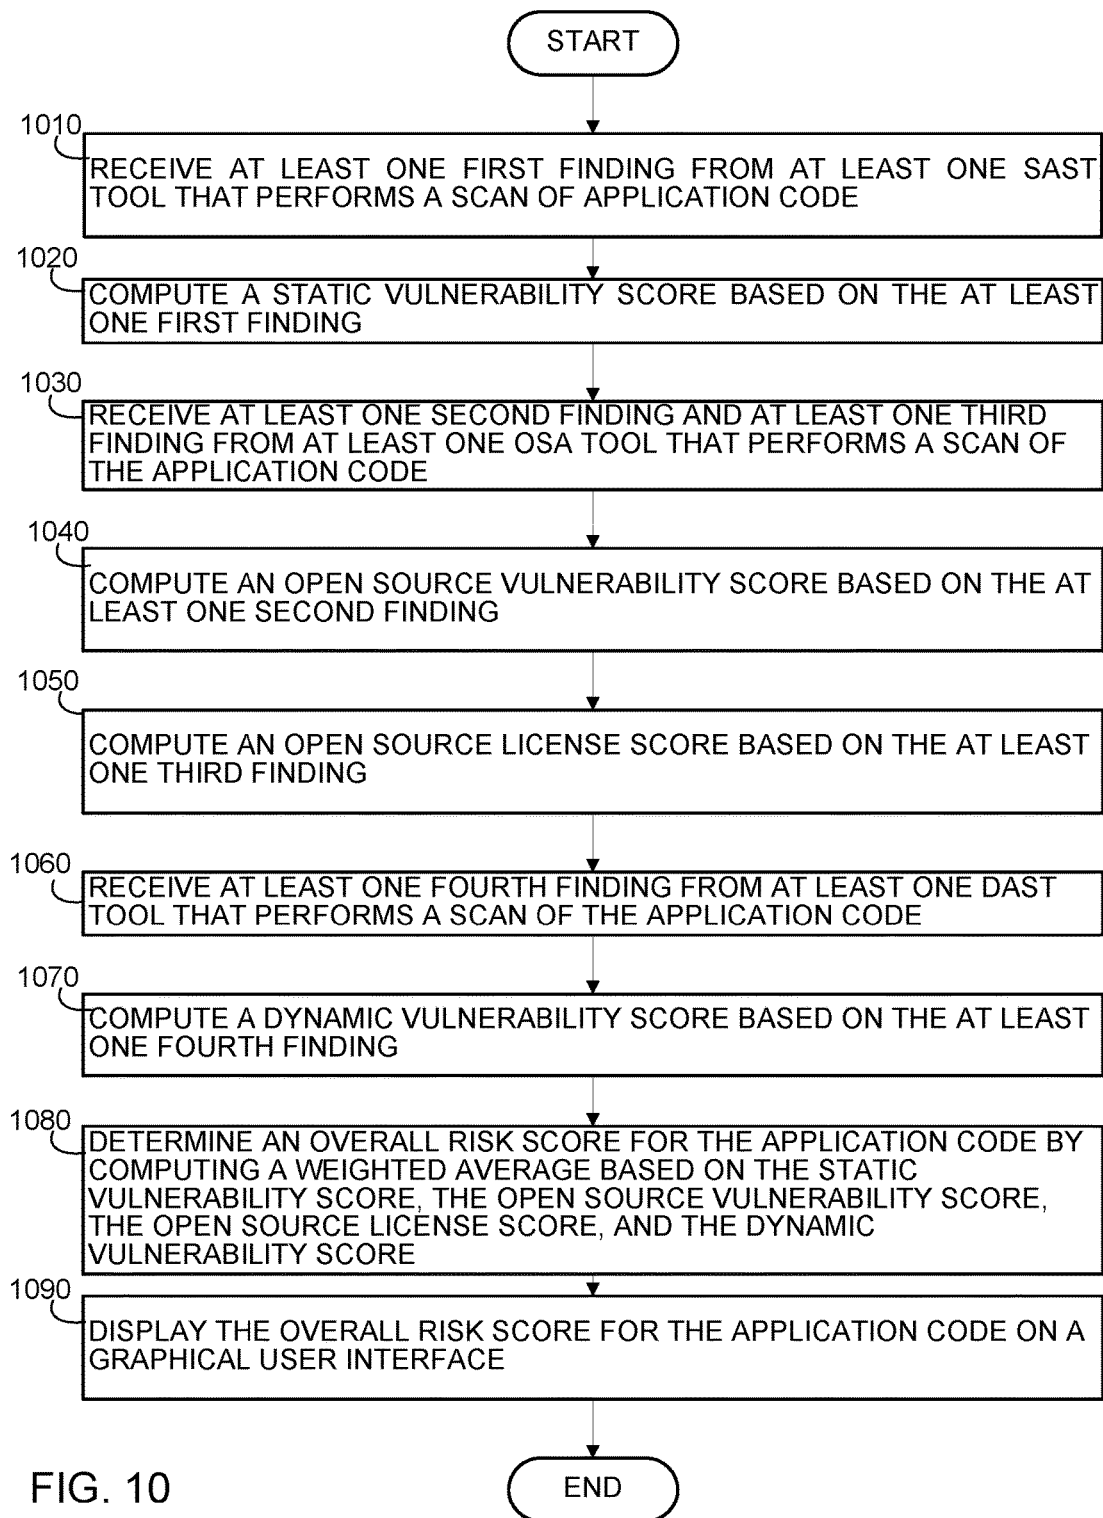 START
1010
RECEIVE AT LEAST ONE FIRST FINDING FROM AT LEAST ONE SAST
TOOL THAT PERFORMS A SCAN OF APPLICATION CODE
1020
COMPUTE A STATIC VULNERABILITY SCORE BASED ON THE AT LEAST
ONE FIRST FINDING
1030
RECEIVE AT LEAST ONE SECOND FINDING AND AT LEAST ONE THIRD
FINDING FROM AT LEAST ONE OSA TOOL THAT PERFORMS A SCAN OF
THE APPLICATION CODE
1040
COMPUTE AN OPEN SOURCE VULNERABILITY SCORE BASED ON THE AT
LEAST ONE SECOND FINDING
1050
COMPUTE AN OPEN SOURCE LICENSE SCORE BASED ON THE AT LEAST
ONE THIRD FINDING
1060
RECEIVE AT LEAST ONE FOURTH FINDING FROM AT LEAST ONE DAST
TOOL THAT PERFORMS A SCAN OF THE APPLICATION CODE
1070
COMPUTE A DYNAMIC VULNERABILITY SCORE BASED ON THE AT LEAST
ONE FOURTH FINDING
1080
DETERMINE AN OVERALL RISK SCORE FOR THE APPLICATION CODE BY
COMPUTING A WEIGHTED AVERAGE BASED ON THE STATIC
VULNERABILITY SCORE, THE OPEN SOURCE VULNERABILITY SCORE,
THE OPEN SOURCE LICENSE SCORE, AND THE DYNAMIC
VULNERABILITY SCORE
1090
DISPLAY THE OVERALL RISK SCORE FOR THE APPLICATION CODE ON A
GRAPHICAL USER INTERFACE
END
FIG. 10